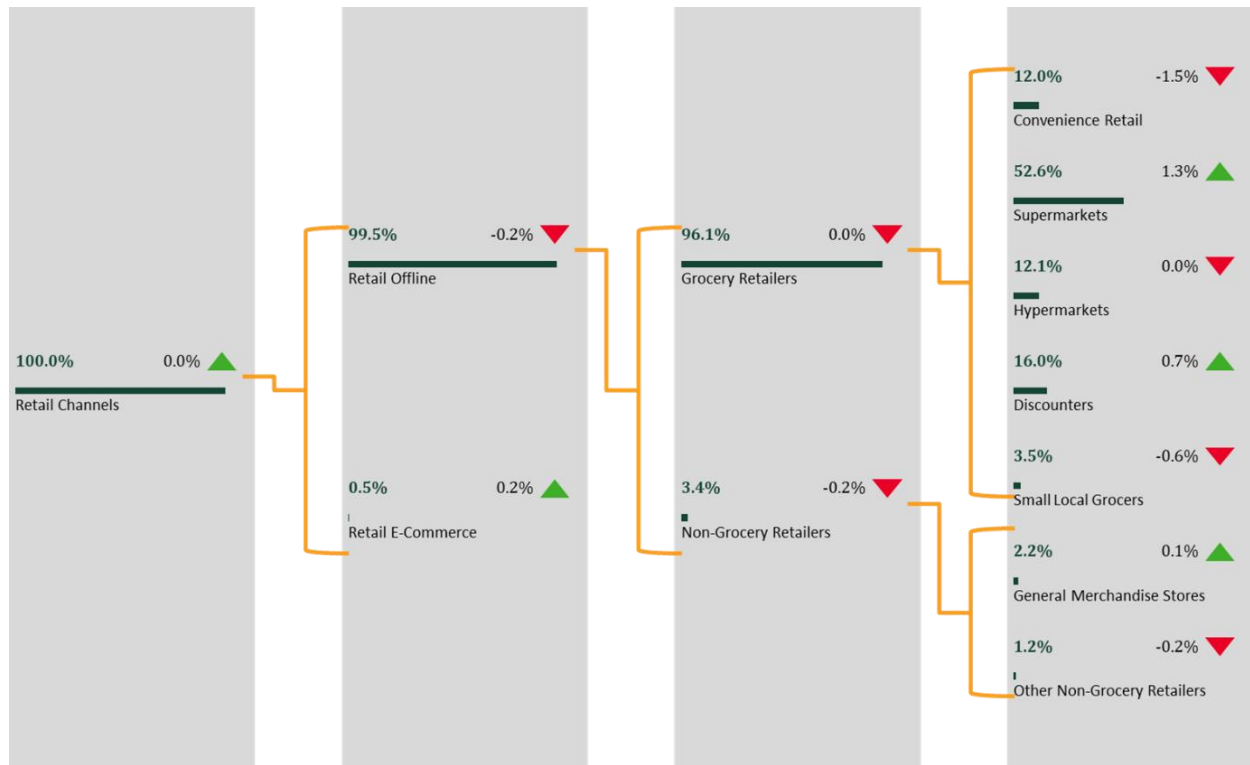 100.0% 0.0%
Retail Channels
99.5% -0.2%
Retail Offline
0.5% 0.2%
Retail E-Commerce
96.1% 0.0%
Grocery Retailers
3.4% -0.2%
Non-Grocery Retailers
12.0% -1.5%
Convenience Retail
52.6% 1.3%
Supermarkets
12.1% 0.0%
Hypermarkets
16.0% 0.7%
Discounters
3.5% -0.6%
Small Local Grocers
2.2% 0.1%
General Merchandise Stores
1.2% -0.2%
Other Non-Grocery Retailers